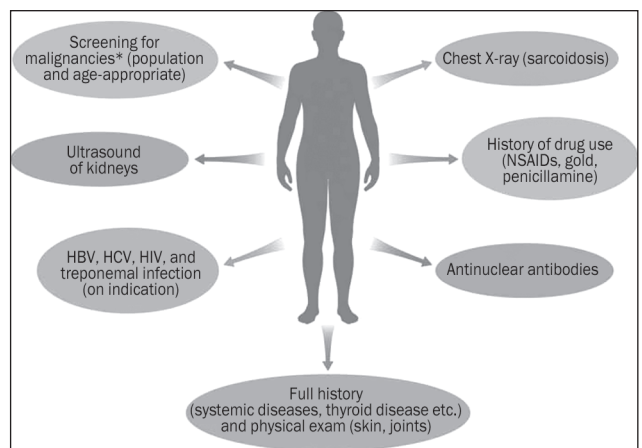 Screening for
malignancies* (population
and age-appropriate)
Chest X-ray (sarcoidosis)
Ultrasound
of kidneys
History of drug use
(NSAIDs, gold,
penicillamine)
HBV, HCV, HIV, and
treponemal infection
(on indication)
Antinuclear antibodies
Full history
(systemic diseases, thyroid disease etc.)
and physical exam (skin, joints)